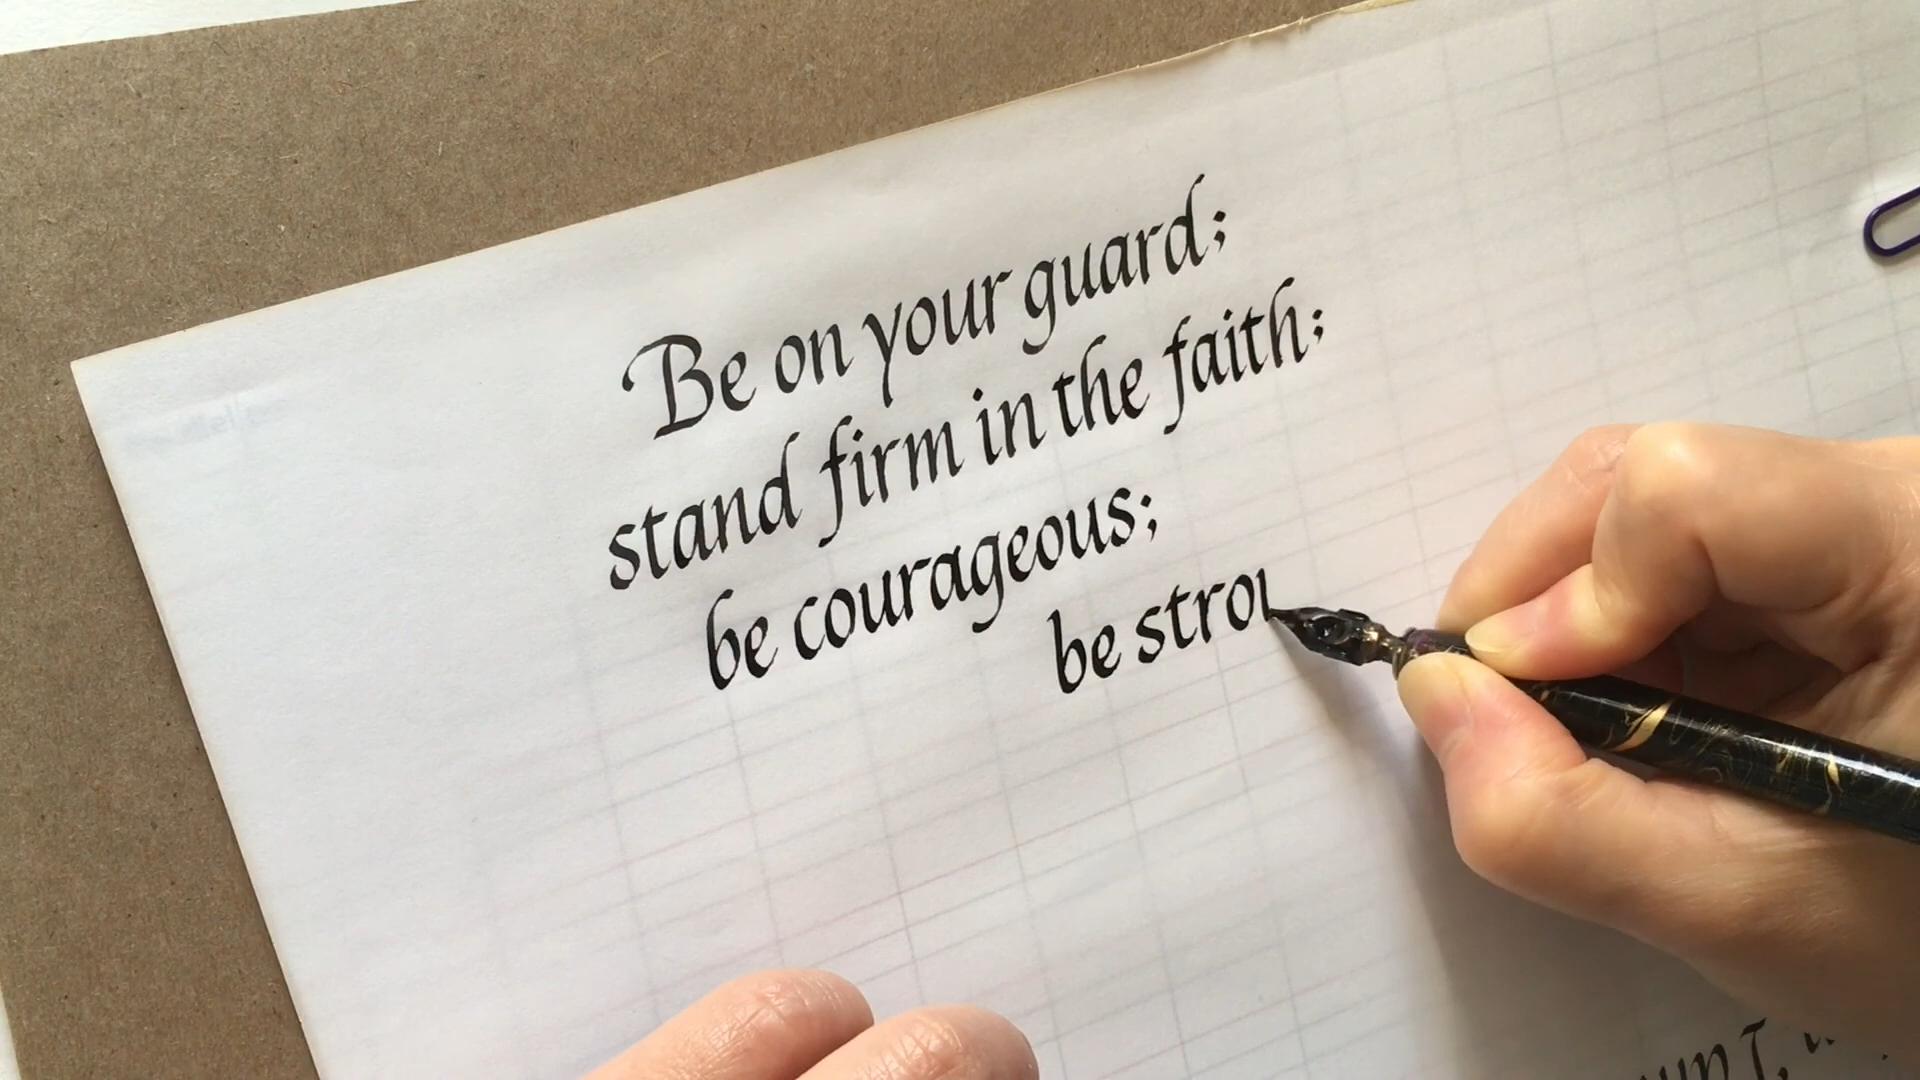 Be on your guard;
stand firm in the faith;
be courageous;
be stro